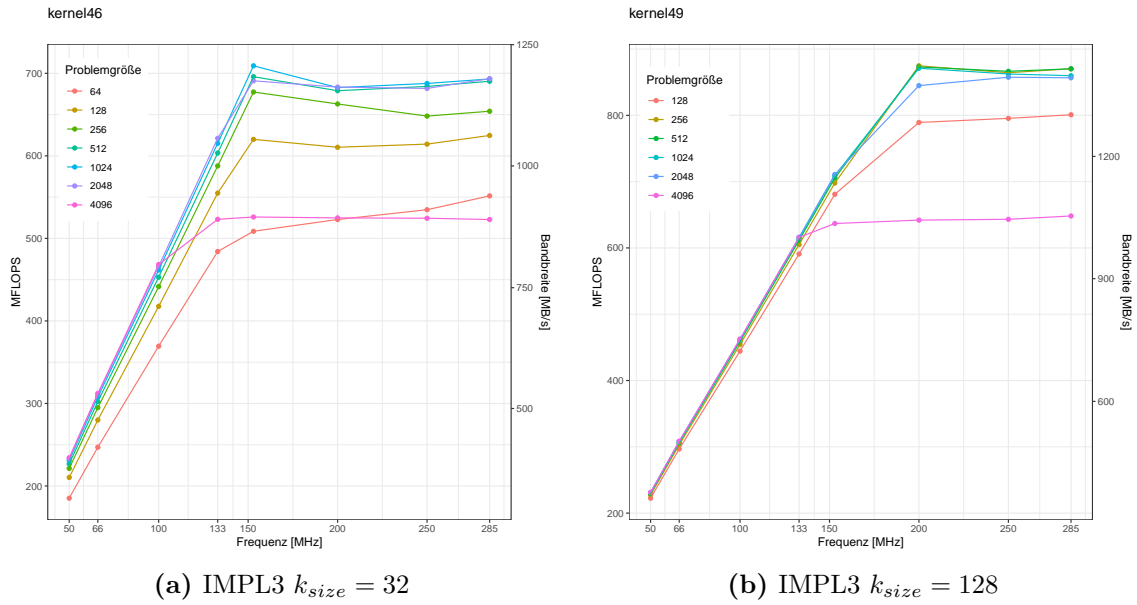 kernel46
MFLOPS
700
600
500
400
300
200
Problemgröße
64
128
256
512
1024
2048
4096
1250
1000
750
500
Bandbreite [MB/s]
50 66 100 133 150 200 250 285
Frequenz [MHz]
(a) IMPL3 k_size = 32
kernel49
MFLOPS
800
600
400
200
Problemgröße
128
256
512
1024
2048
4096
1200
900
600
Bandbreite [MB/s]
50 66 100 133 150 200 250 285
Frequenz [MHz]
(b) IMPL3 k_size = 128